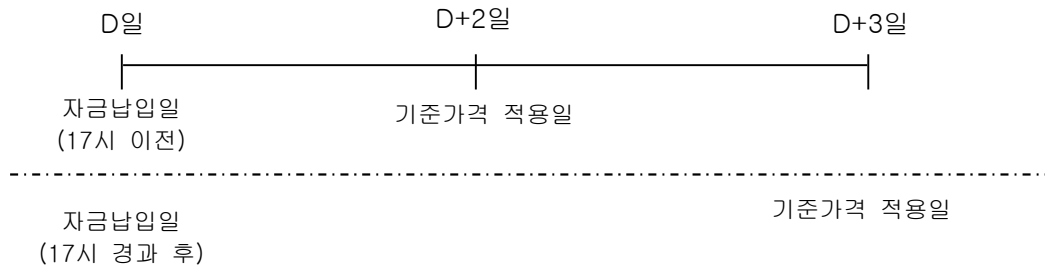 D일
D+2일
D+3일
자금납입일
(17시 이전)
기준가격 적용일
자금납입일
(17시 경과 후)
기준가격 적용일